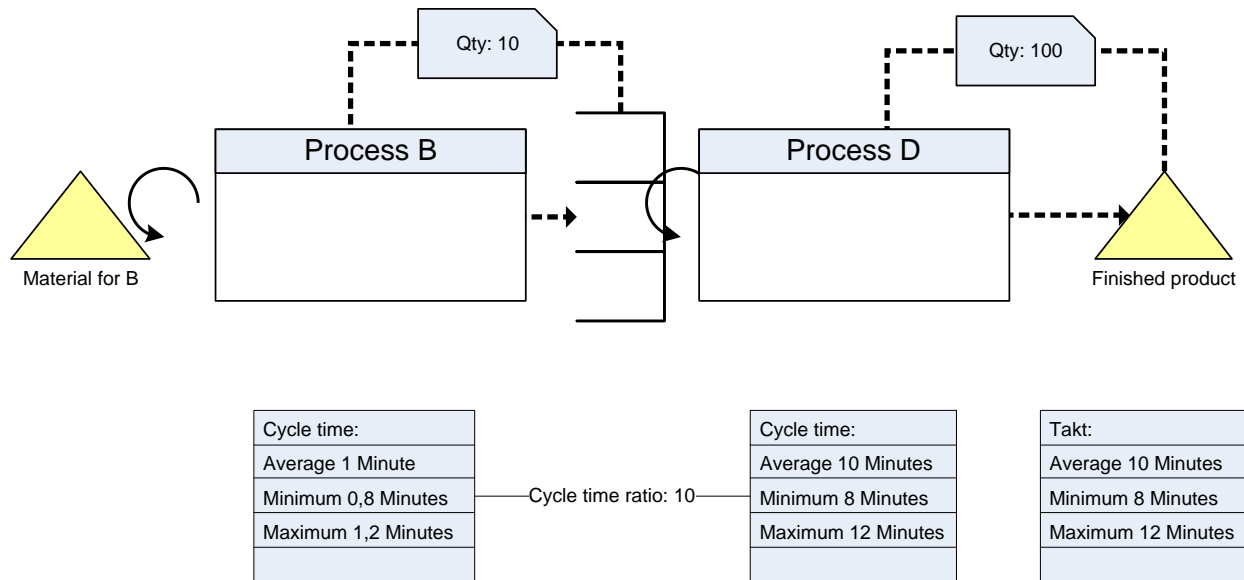 Qty: 10
Qty: 100
Process B
Process D
Material for B
Finished product
Cycle time:
Average 1 Minute
Minimum 0,8 Minutes
Maximum 1,2 Minutes
Cycle time ratio: 10
Cycle time:
Average 10 Minutes
Minimum 8 Minutes
Maximum 12 Minutes
Takt:
Average 10 Minutes
Minimum 8 Minutes
Maximum 12 Minutes